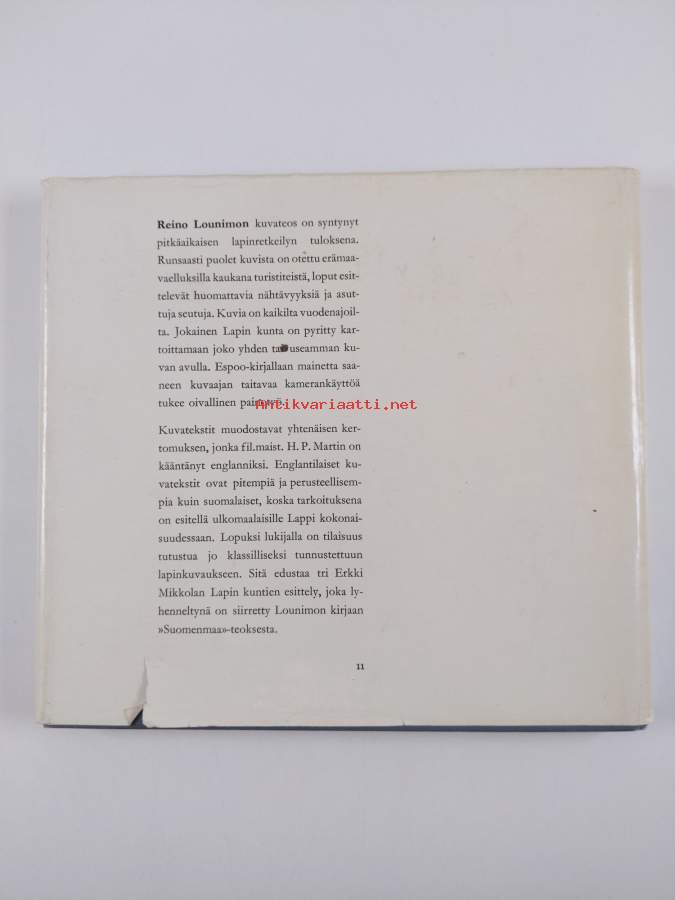 Reino Lounimon kuvateos on syntynyt
pitkäaikaisen lapinretkeilyn tuloksena.
Runsaasti puolet kuvista on otettu erämaa-
vaelluksilla kaukana turistiteistä, loput esit-
televät huomattavia nähtävyyksiä ja asut-
tuja seutuja. Kuvia on kaikilta vuodenajoil-
ta. Jokainen Lapin kunta on pyritty kar-
toittamaan joko yhden tai useamman ku-
van avulla. Espoo-kirjallaan mainetta saa-
neen kuvaajan taitavaa kamerankäyttöä
tukee oivallinen painotyö.
Antikvariaatti.net
Kuvatekstit muodostavat yhtenäisen ker-
tomuksen, jonka fil.maist. H. P. Martin on
kääntänyt englanniksi. Englantilaiset ku-
vatekstit ovat pitempiä ja perusteellisem-
pia kuin suomalaiset, koska tarkoituksena
on esitellä ulkomaalaisille Lappi kokonai-
suudessaan. Lopuksi lukijalla on tilaisuus
tutustua jo klassilliseksi tunnustettuun
lapinkuvaukseen. Sitä edustaa tri Erkki
Mikkolan Lapin kuntien esittely, joka ly-
henneltynä on siirretty Lounimon kirjaan
»Suomenmaa»-teoksesta.
11